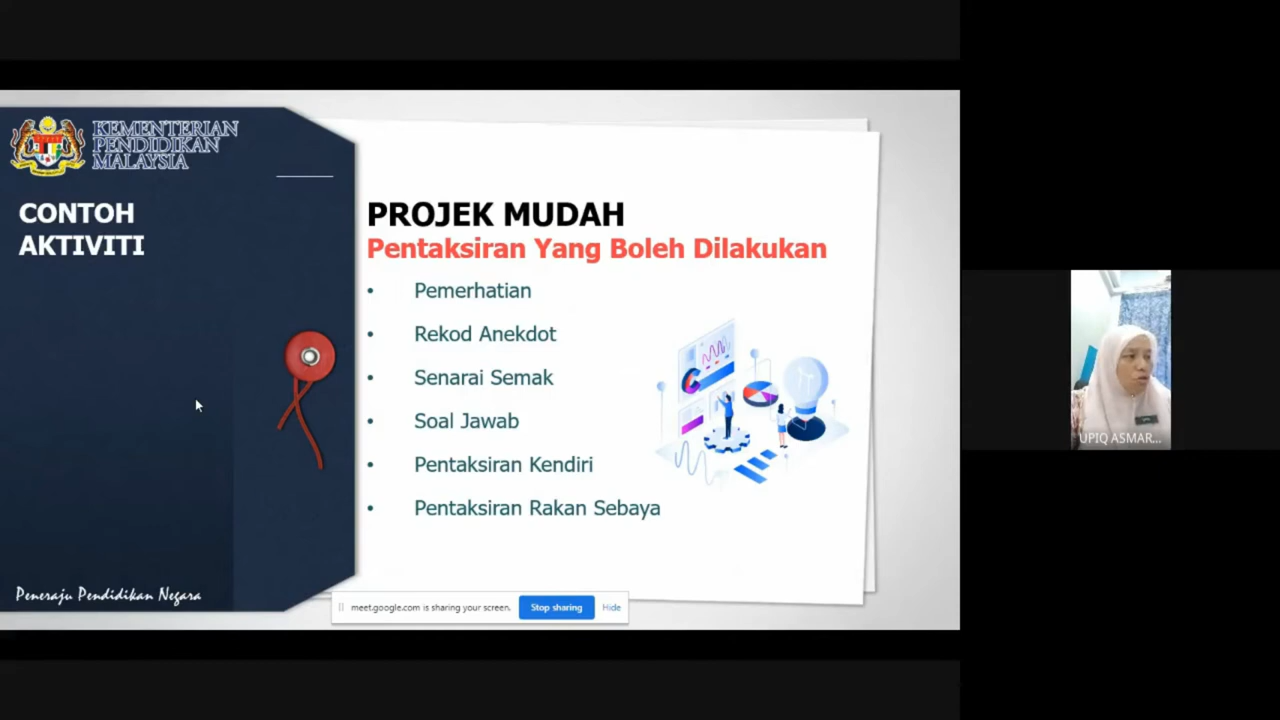 KEMENTERIAN
PENDIDIKAN
MALAYSIA
CONTOH
AKTIVITI
PROJEK MUDAH
Pentaksiran Yang Boleh Dilakukan
• Pemerhatian
• Rekod Anekdot
• Senarai Semak
• Soal Jawab
• Pentaksiran Kendiri
• Pentaksiran Rakan Sebaya
Peneraju Pendidikan Negara
meet.google.com is sharing your screen.
Stop sharing
Hide
UPIQ ASMAR...